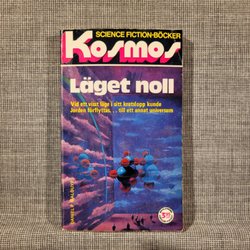 SCIENCE FICTION-BÖCKER
Kosmos
Läget noll
Vid ett visst läge i sitt kretslopp kunde
Jorden förflyttas. . . till ett annat universum